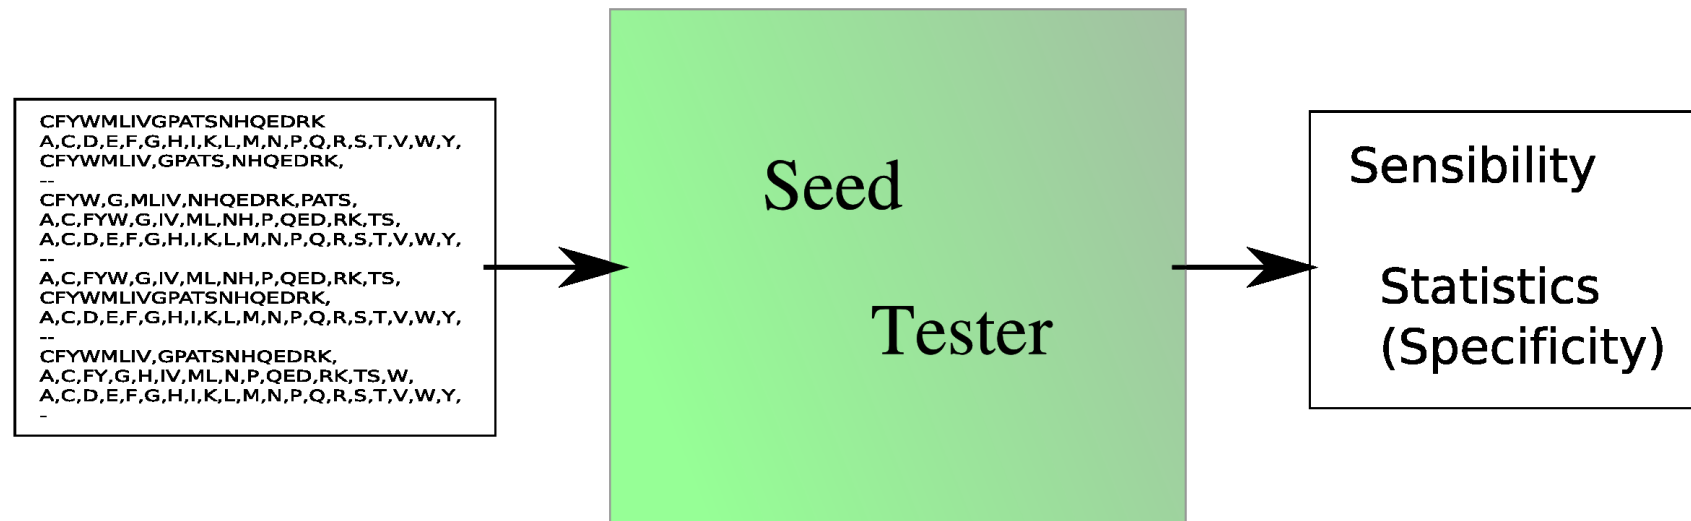 CFYWMLIVGPATSNHQEDRK
A,C,D,E,F,G,H,I,K,L,M,N,P,Q,R,S,T,V,W,Y,
CFYWMLIV,GPATS,NHQEDRK,
--
CFYW,G,MLIV,NHQEDRK,PATS,
A,C,FYW,G,IV,ML,NH,P,QED,RK,TS,
A,C,D,E,F,G,H,I,K,L,M,N,P,Q,R,S,T,V,W,Y,
--
A,C,FYW,G,IV,ML,NH,P,QED,RK,TS,
CFYWMLIVGPATSNHQEDRK,
A,C,D,E,F,G,H,I,K,L,M,N,P,Q,R,S,T,V,W,Y,
--
CFYWMLIV,GPATSNHQEDRK,
A,C,FY,G,H,IV,ML,N,P,QED,RK,TS,W,
A,C,D,E,F,G,H,I,K,L,M,N,P,Q,R,S,T,V,W,Y,
-
Seed
Tester
Sensibility
Statistics
(Specificity)